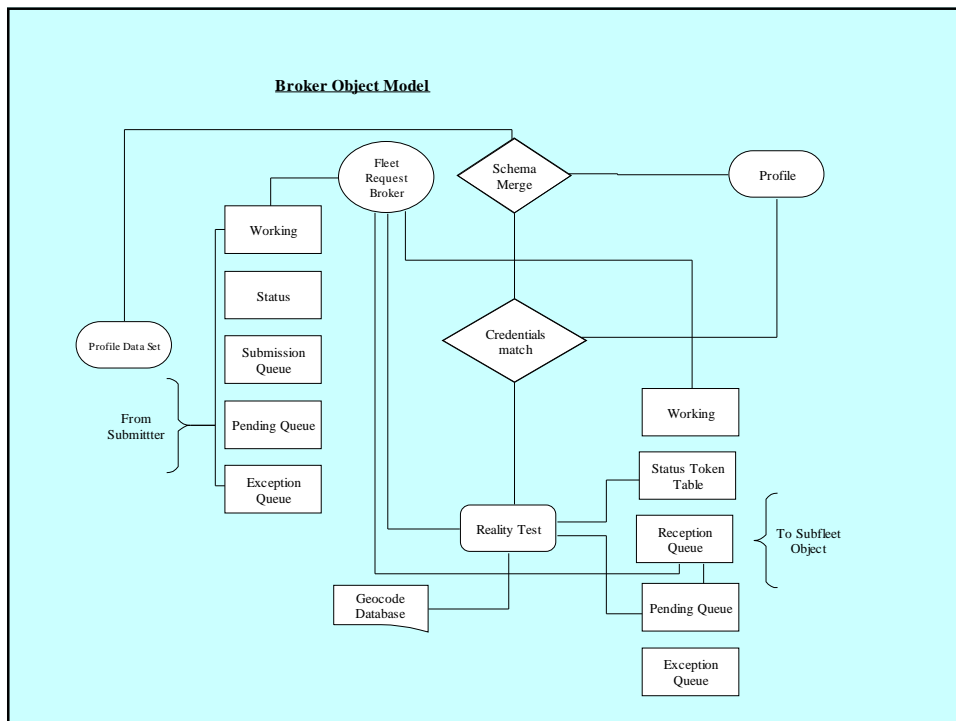 Broker Object Model
Fleet
Request
Broker
Schema
Merge
Profile
Working
Status
Profile Data Set
Submission
Queue
Credentials
match
From
Submittter
Pending Queue
Working
Exception
Queue
Status Token
Table
Reality Test
Reception
Queue
To Subfleet
Object
Geocode
Database
Pending Queue
Exception
Queue